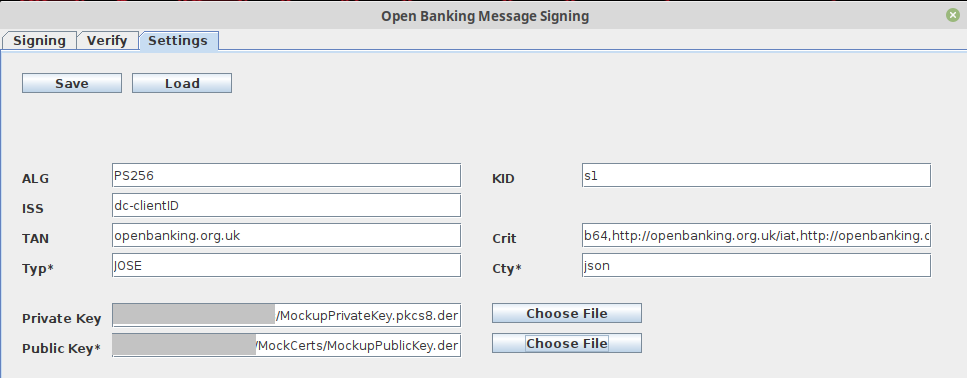 Open Banking Message Signing
Signing Verify Settings
Save Load
ALG PS256 KID s1
ISS dc-clientID
TAN openbanking.org.uk Crit b64,http://openbanking.org.uk/iat,http://openbanking.
Typ* JOSE Cty* json
Private Key /MockupPrivateKey.pkcs8.der Choose File
Public Key* /MockCerts/MockupPublicKey.der Choose File